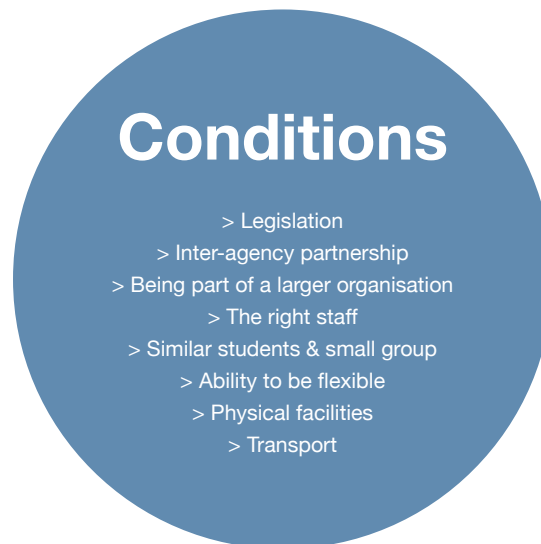 Conditions
> Legislation
> Inter-agency partnership
> Being part of a larger organisation
> The right staff
> Similar students & small group
> Ability to be flexible
> Physical facilities
> Transport